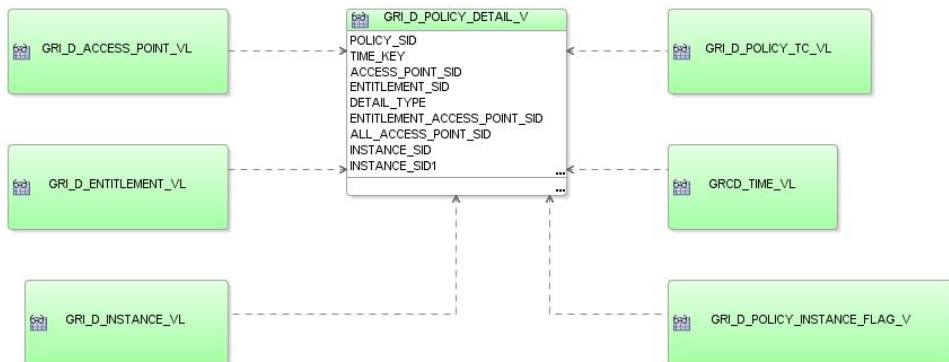 GRI_D_POLICY_DETAIL_V
GRI_D_ACCESS_POINT_VL
POLICY_SID
TIME_KEY
ACCESS_POINT_SID
ENTITLEMENT_SID
DETAIL_TYPE
ENTITLEMENT_ACCESS_POINT_SID
ALL_ACCESS_POINT_SID
INSTANCE_SID
INSTANCE_SID1
...
...
GRI_D_POLICY_TC_VL
GRI_D_ENTITLEMENT_VL
GRCD_TIME_VL
GRI_D_INSTANCE_VL
GRI_D_POLICY_INSTANCE_FLAG_V